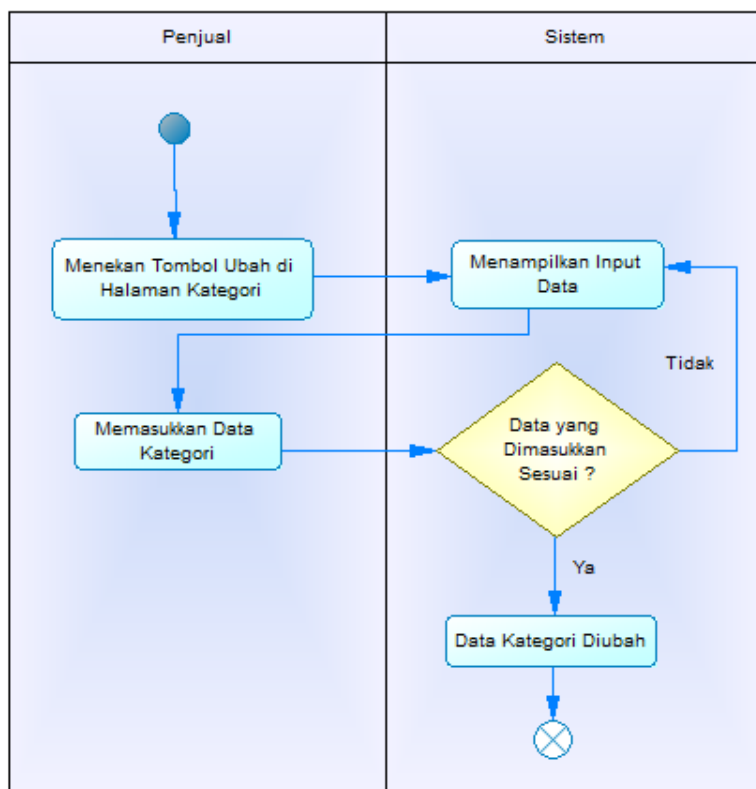 Penjual
Sistem
Menekan Tombol Ubah di
Halaman Kategori
Menampilkan Input
Data
Memasukkan Data
Kategori
Data yang
Dimasukkan
Sesuai ?
Tidak
Ya
Data Kategori Diubah